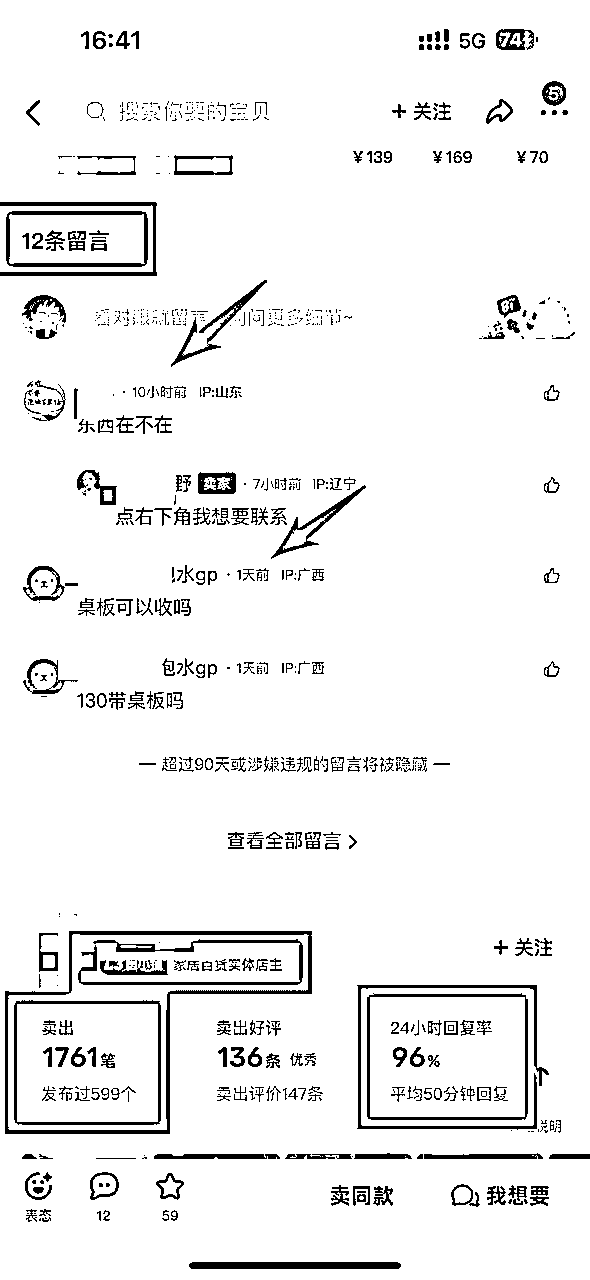 16:41 5G 74
搜索你要的宝贝 + 关注
¥139 ¥169 ¥70
12条留言
看对眼就留言，问问更多细节~
· 10小时前 IP:山东
东西在不在
野 卖家 · 7小时前 IP:辽宁
点右下角我想要联系
水gp · 1天前 IP:广西
桌板可以收吗
包水gp · 1天前 IP:广西
130带桌板吗
— 超过90天或涉嫌违规的留言将被隐藏 —
查看全部留言 >
+ 关注
家居百货实体店主
卖出 24小时回复率
1761笔 136条 优秀 96%
卖出好评
发布过599个 卖出评价147条 平均50分钟回复
说明
表态 12 59 卖同款 我想要